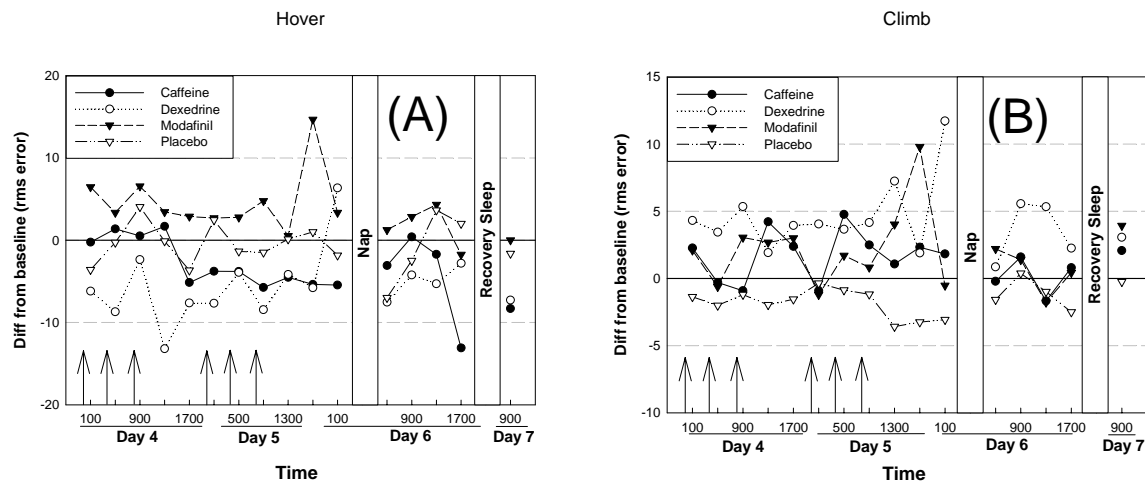 Hover
Diff from baseline (rms error)
20
10
0
-10
-20
Caffeine
Dexedrine
Modafinil
Placebo
(A)
Nap
Recovery Sleep
100 900 1700 500 1300 100 900 1700 900
Day 4 Day 5 Day 6 Day 7
Time
Climb
Diff from baseline (rms error)
15
10
5
0
-5
-10
Caffeine
Dexedrine
Modafinil
Placebo
(B)
Nap
Recovery Sleep
100 900 1700 500 1300 100 900 1700 900
Day 4 Day 5 Day 6 Day 7
Time